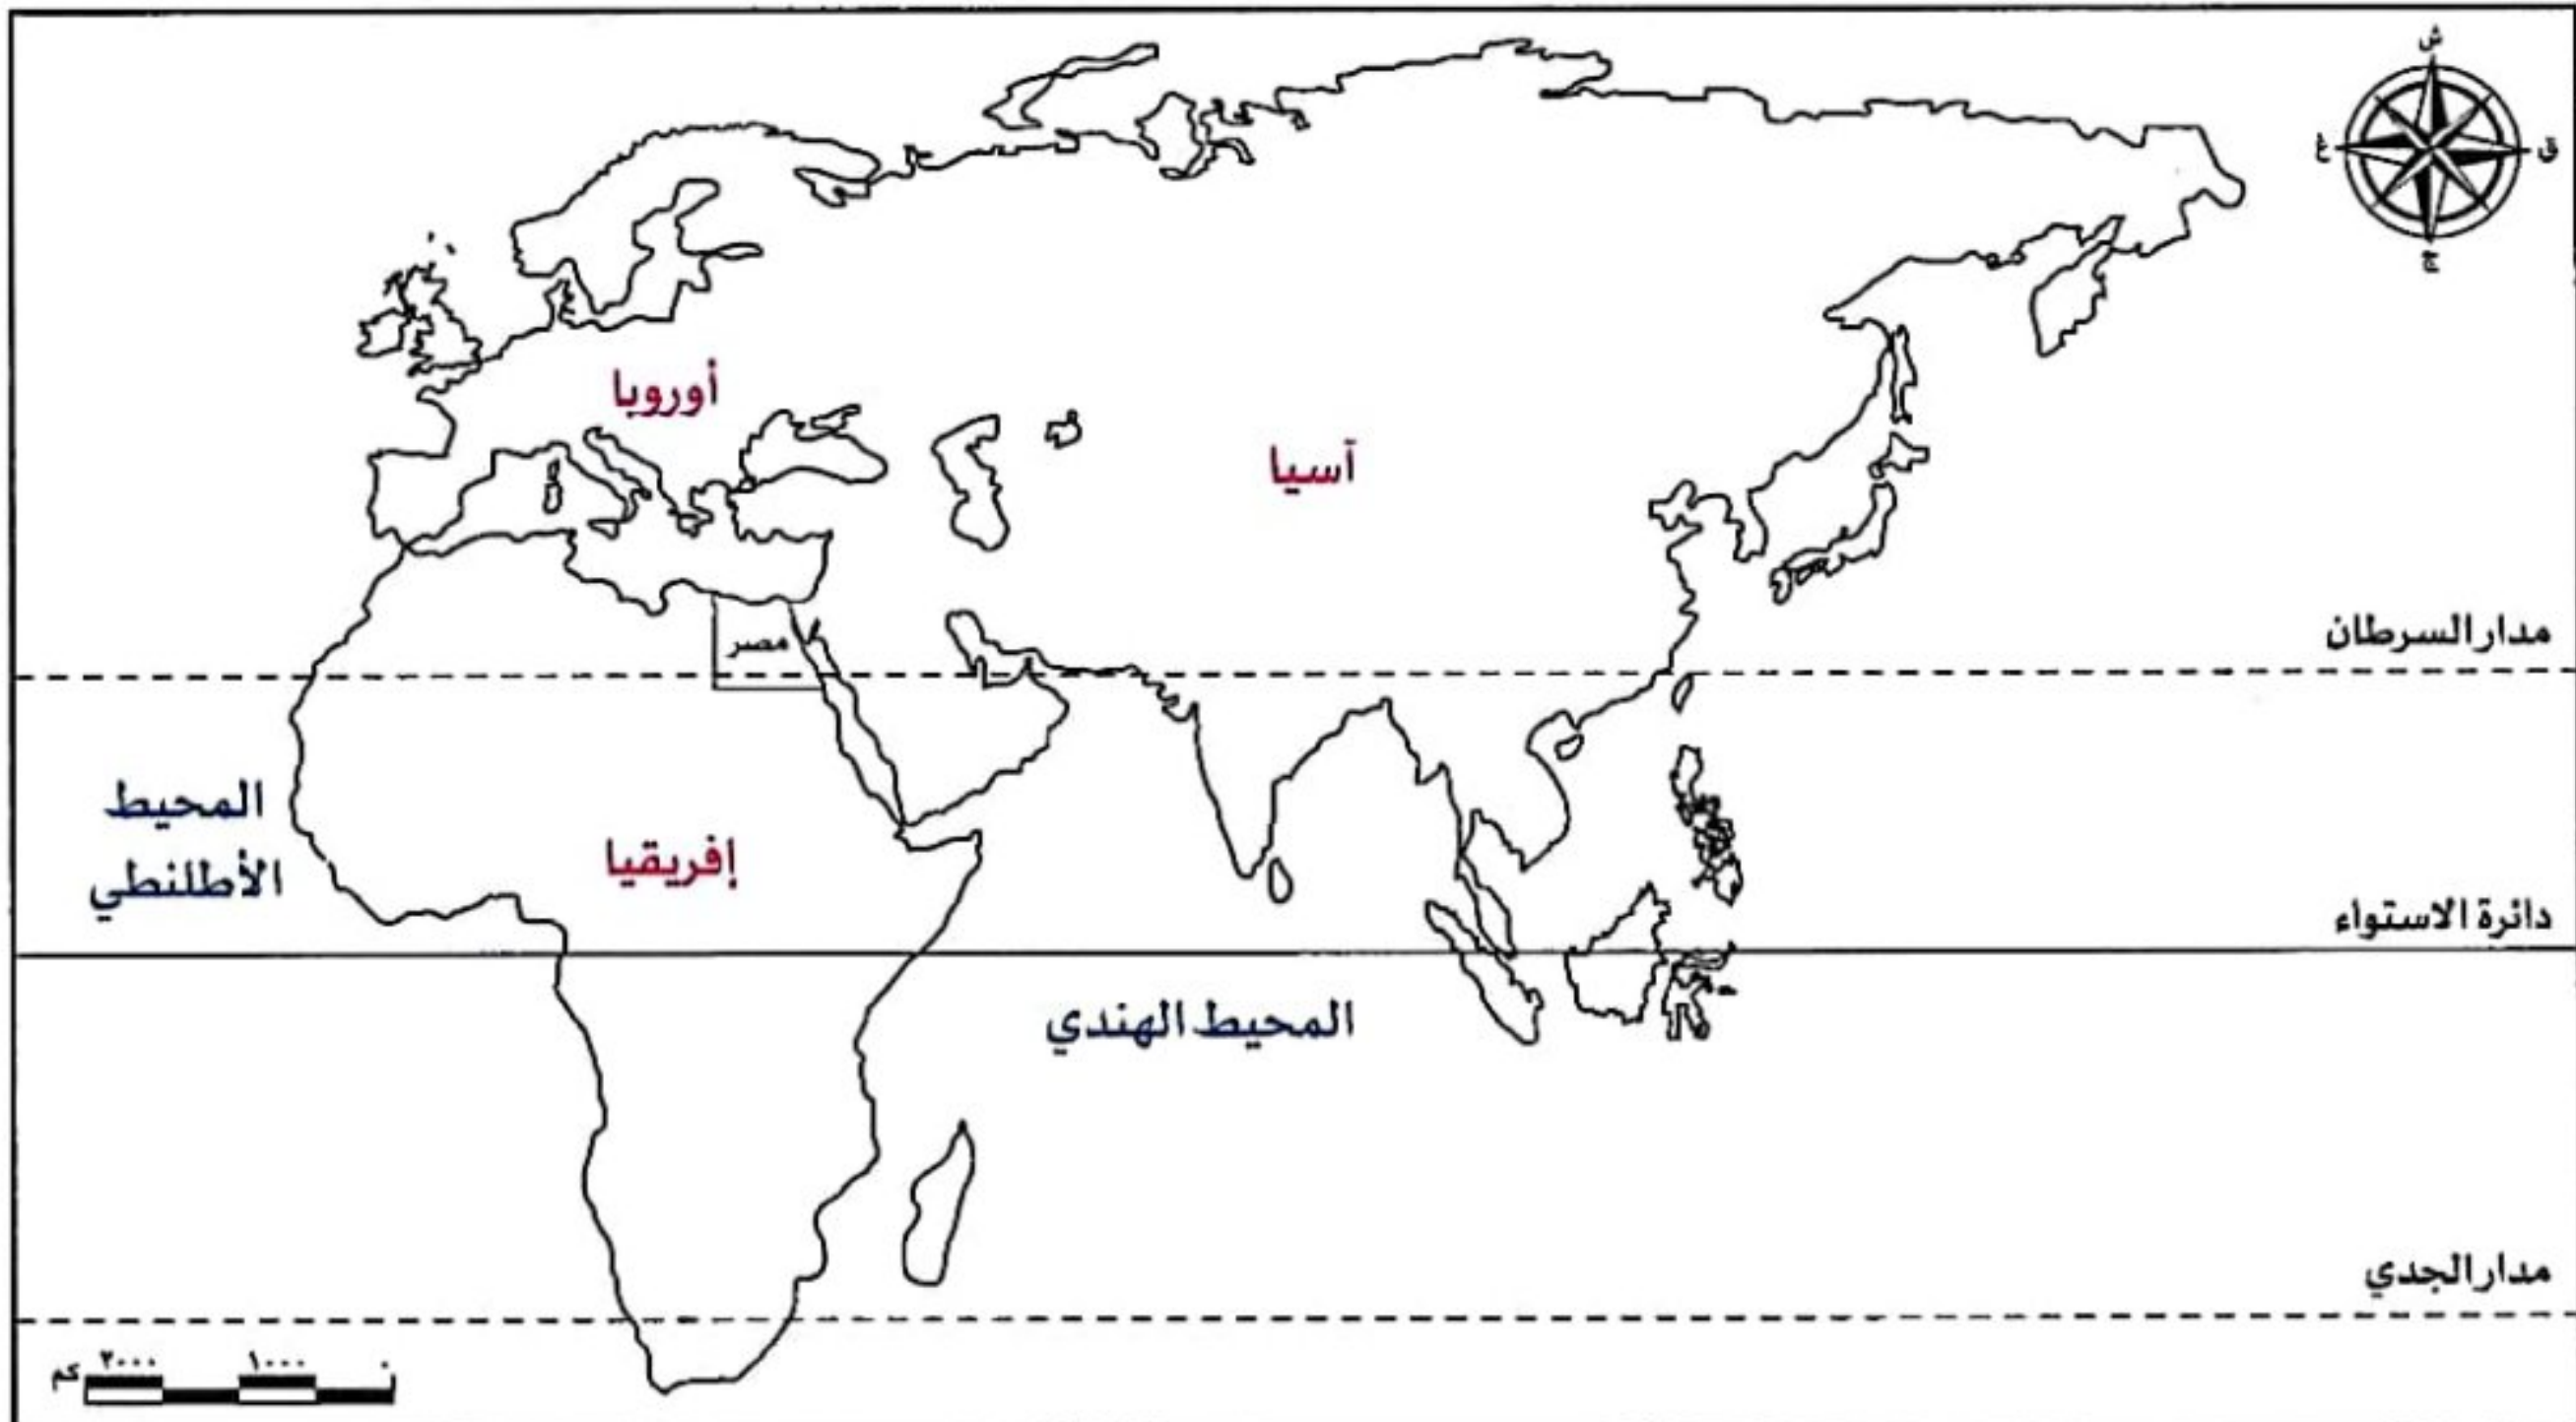 ش
غ
ق
ج
أوروبا
آسيا
مصر
مدار السرطان
المحيط
الأطلنطي
إفريقيا
دائرة الاستواء
المحيط الهندي
مدار الجدي
كم ٢٠٠٠ ١٠٠٠ ٠